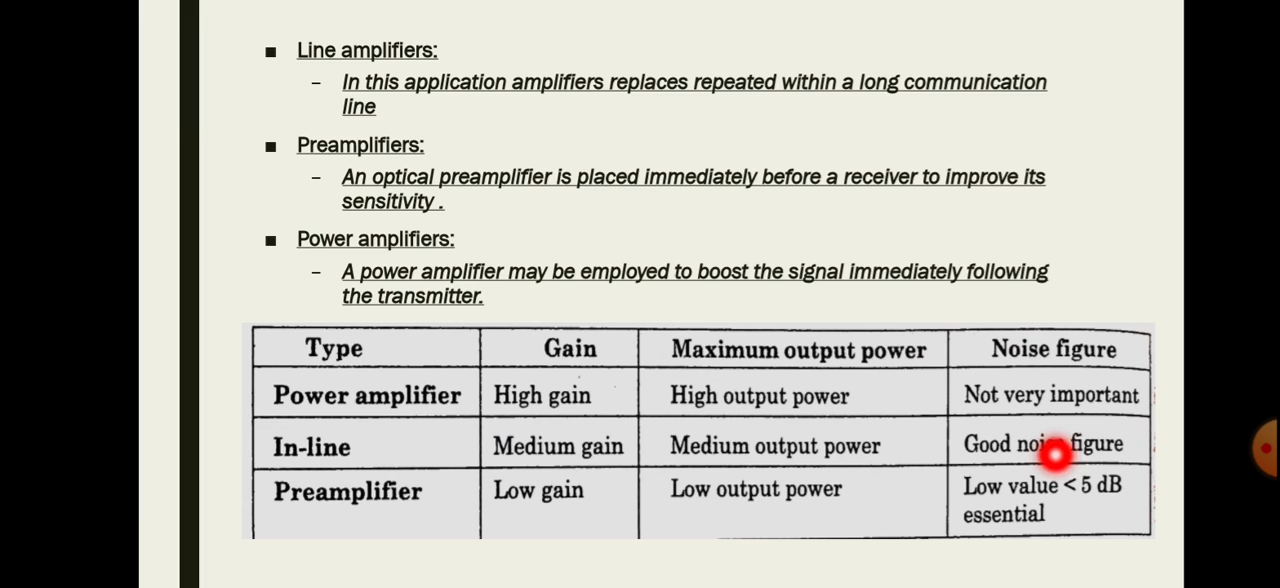 Line amplifiers:
– In this application amplifiers replaces repeated within a long communication
line
Preamplifiers:
– An optical preamplifier is placed immediately before a receiver to improve its
sensitivity .
Power amplifiers:
– A power amplifier may be employed to boost the signal immediately following
the transmitter.
Type Gain Maximum output power Noise figure
Power amplifier High gain High output power Not very important
In-line Medium gain Medium output power Good noise figure
Preamplifier Low gain Low output power Low value < 5 dB
essential